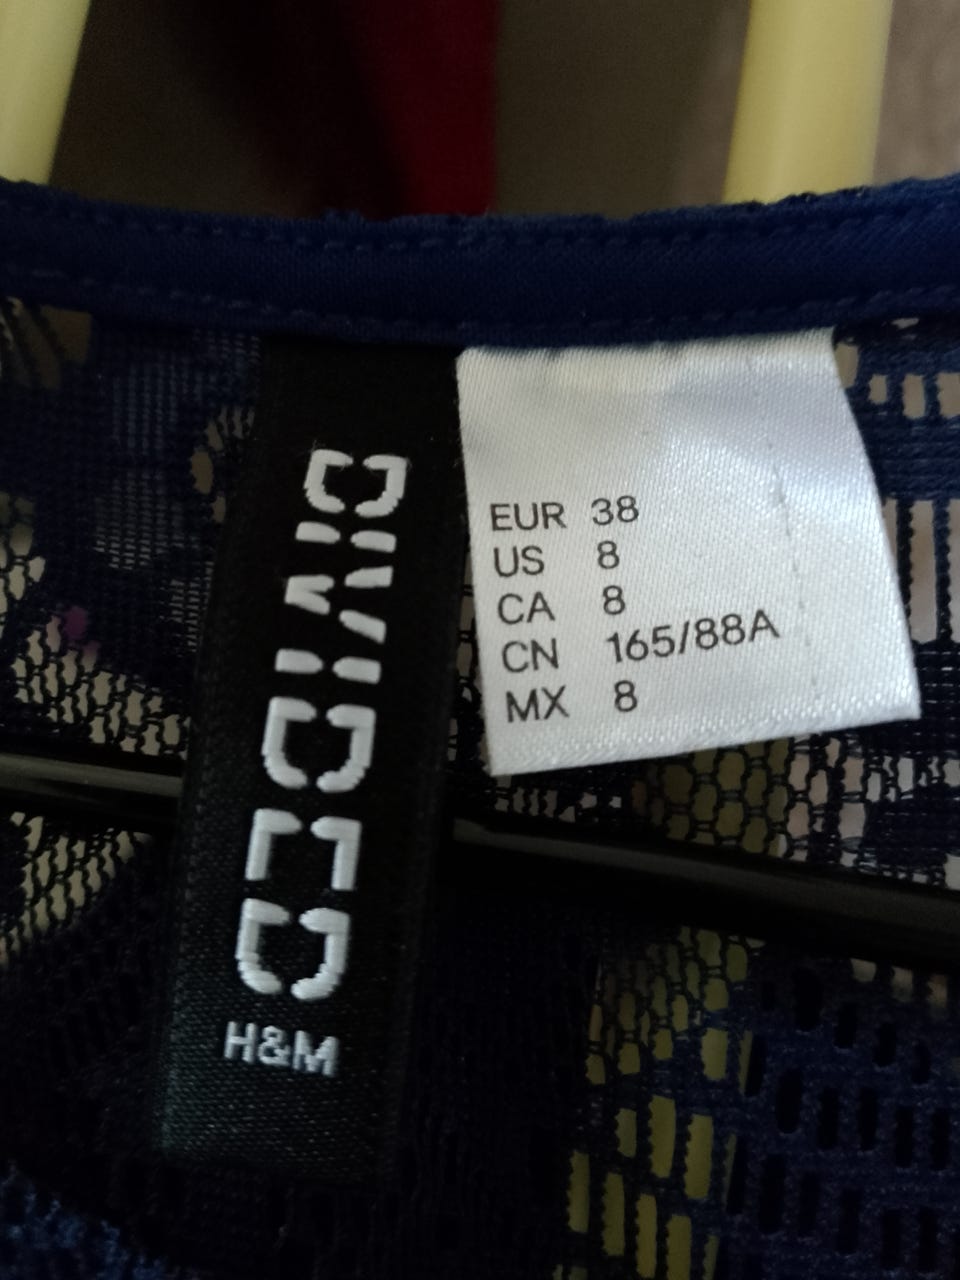 DIVIDED
H&M
EUR 38
US 8
CA 8
CN 165/88A
MX 8